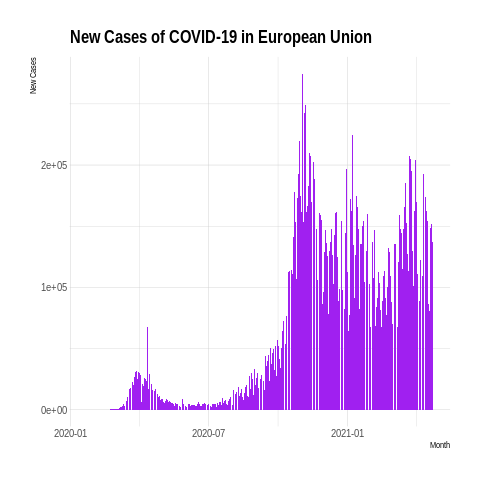 New Cases of COVID-19 in European Union
New Cases
2e+05
1e+05
0e+00
2020-01 2020-07 2021-01
Month